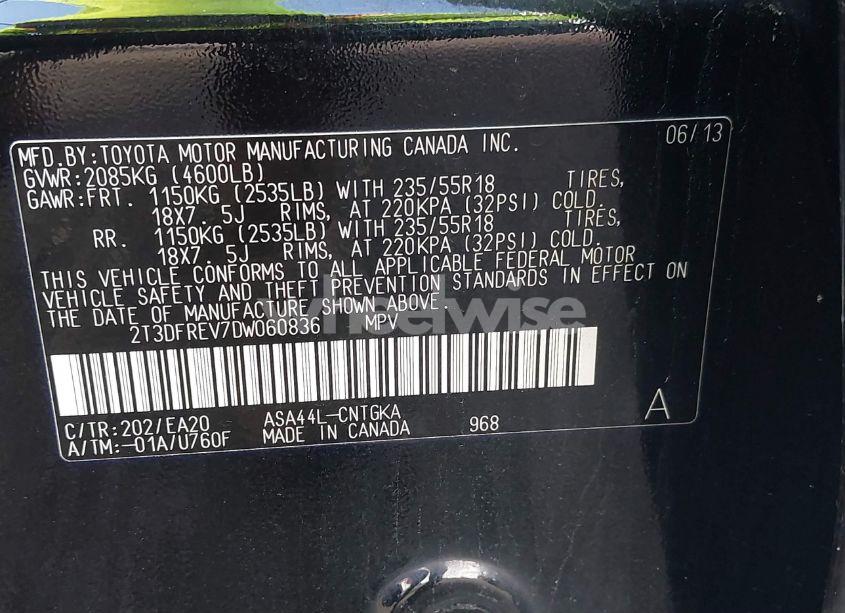 06/13
MFD.BY:TOYOTA MOTOR MANUFACTURING CANADA INC.
GVWR:2085KG (4600LB)
GAWR:FRT. 1150KG (2535LB) WITH 235/55R18 TIRES,
18X7. 5J RIMS, AT 220KPA (32PSI) COLD.
RR. 1150KG (2535LB) WITH 235/55R18 TIRES,
18X7. 5J RIMS, AT 220KPA (32PSI) COLD.
THIS VEHICLE CONFORMS TO ALL APPLICABLE FEDERAL MOTOR
VEHICLE SAFETY AND THEFT PREVENTION STANDARDS IN EFFECT ON
THE DATE OF MANUFACTURE SHOWN ABOVE.
wheelwise
2T3DFREV7DW060836 MPV
A
C/TR:202/EA20 ASA44L-CNTGKA
A/TM:-01A/U760F MADE IN CANADA 968